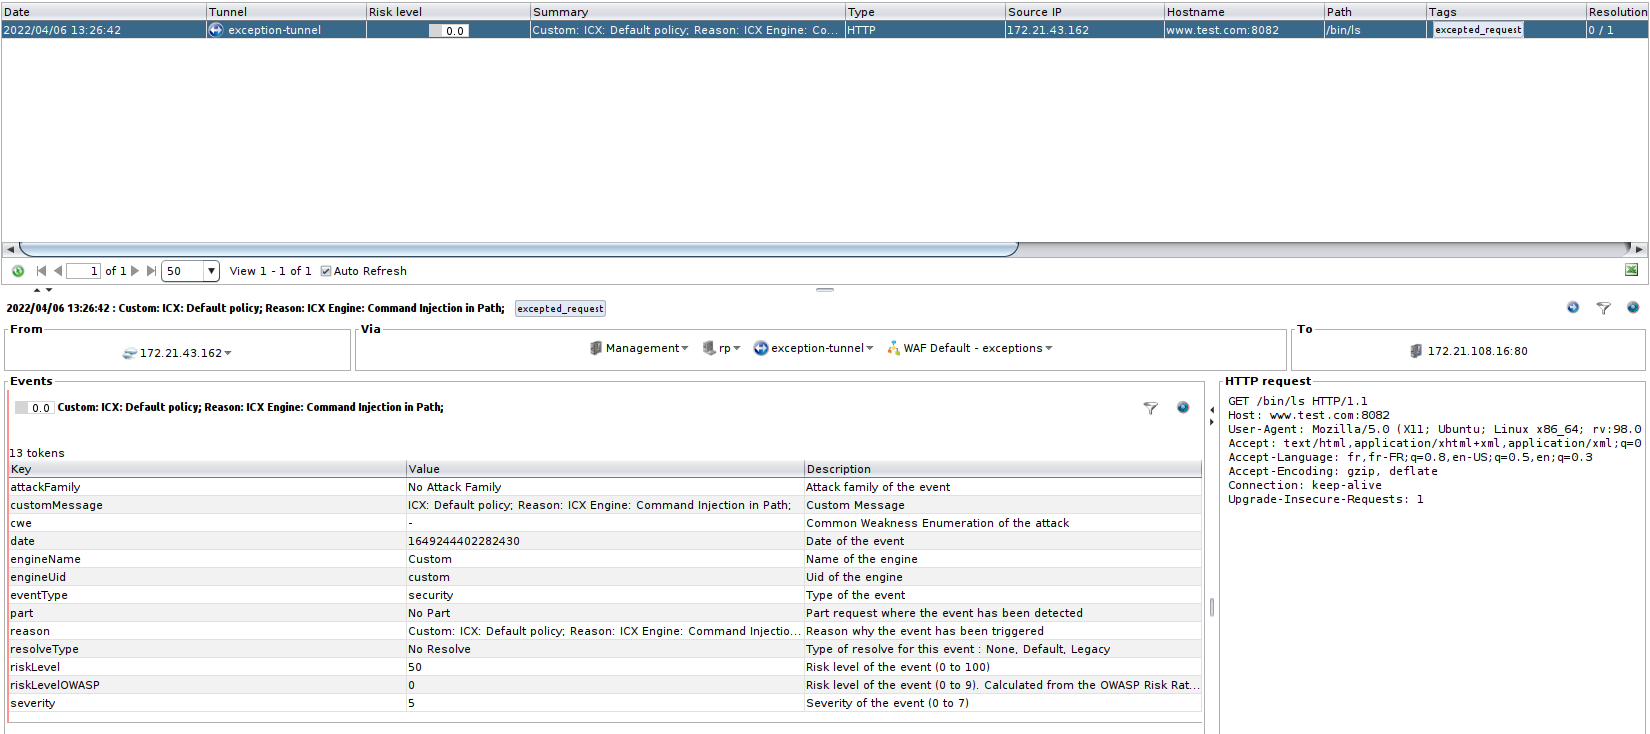 Date Tunnel Risk level Summary Type Source IP Hostname Path Tags Resolution
2022/04/06 13:26:42 exception-tunnel 0.0 Custom: ICX: Default policy; Reason: ICX Engine: Co... HTTP 172.21.43.162 www.test.com:8082 /bin/ls excepted_request 0 / 1
1 of 1 50 View 1 - 1 of 1 Auto Refresh
2022/04/06 13:26:42 : Custom: ICX: Default policy; Reason: ICX Engine: Command Injection in Path; excepted_request
From Via To
172.21.43.162 Management rp exception-tunnel WAF Default - exceptions 172.21.108.16:80
Events
0.0 Custom: ICX: Default policy; Reason: ICX Engine: Command Injection in Path;
13 tokens
Key Value Description
attackFamily No Attack Family Attack family of the event
customMessage ICX: Default policy; Reason: ICX Engine: Command Injection in Path; Custom Message
cwe - Common Weakness Enumeration of the attack
date 1649244402282430 Date of the event
engineName Custom Name of the engine
engineUid custom Uid of the engine
eventType security Type of the event
part No Part Part request where the event has been detected
reason Custom: ICX: Default policy; Reason: ICX Engine: Command Injectio... Reason why the event has been triggered
resolveType No Resolve Type of resolve for this event : None, Default, Legacy
riskLevel 50 Risk level of the event (0 to 100)
riskLevelOWASP 0 Risk level of the event (0 to 9). Calculated from the OWASP Risk Rat...
severity 5 Severity of the event (0 to 7)
HTTP request
GET /bin/ls HTTP/1.1
Host: www.test.com:8082
User-Agent: Mozilla/5.0 (X11; Ubuntu; Linux x86_64; rv:98.0
Accept: text/html,application/xhtml+xml,application/xml;q=0
Accept-Language: fr,fr-FR;q=0.8,en-US;q=0.5,en;q=0.3
Accept-Encoding: gzip, deflate
Connection: keep-alive
Upgrade-Insecure-Requests: 1